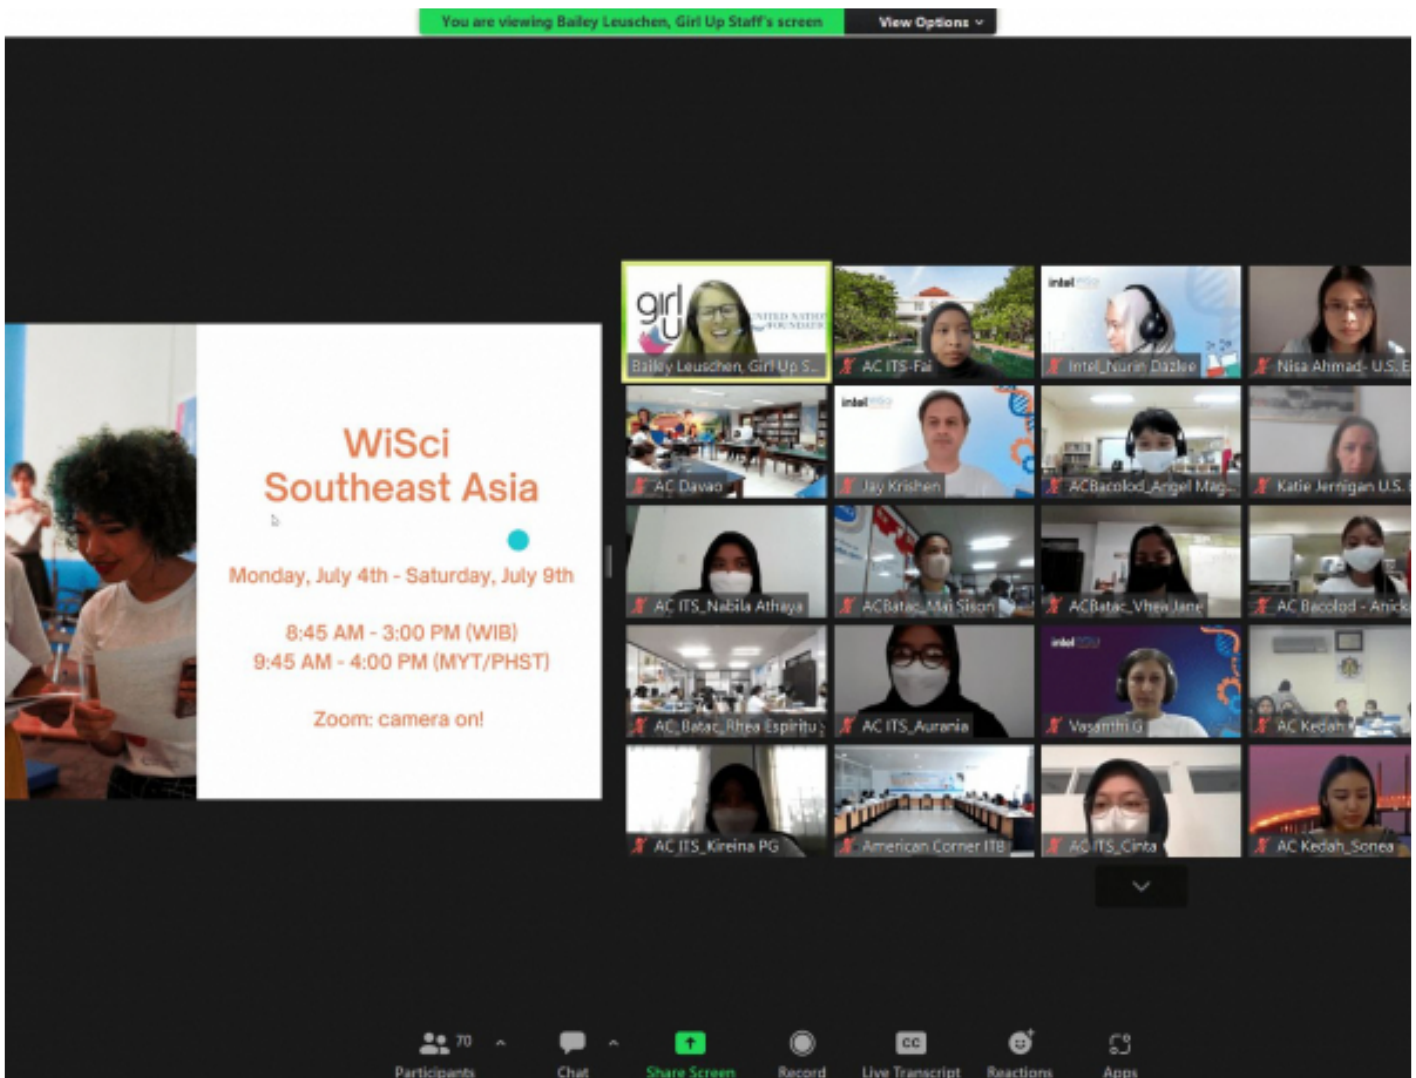 You are viewing Bailey Leuschen, Girl Up Staff's screen
View Options
WiSci
Southeast Asia
Monday, July 4th - Saturday, July 9th
8:45 AM - 3:00 PM (WIB)
9:45 AM - 4:00 PM (MYT/PHST)
Zoom: camera on!
girl
U
UNITED NATIO
FOUNDATIO
Bailey Leuschen, Girl Up S...
AC ITS-Fai
intel
Intel_Nurin Dazlee
Nisa Ahmad- U.S. E
AC Davao
intel
Jay Krishen
ACBacolod_Angel Mag...
Katie Jernigan U.S.
AC ITS_Nabila Athaya
ACBatac_Mai Sison
ACBatac_Vhea Jane
AC Bacolod - Anicka
AC_Batac_Rhea Espiritu
AC ITS_Aurania
intel
Vasanthi G
AC Kedah
AC ITS_Kireina PG
American Corner ITB
AC ITS_Cinta
AC Kedah_Sonea
70
Participants
Chat
Share Screen
Record
CC
Live Transcript
Reactions
Apps